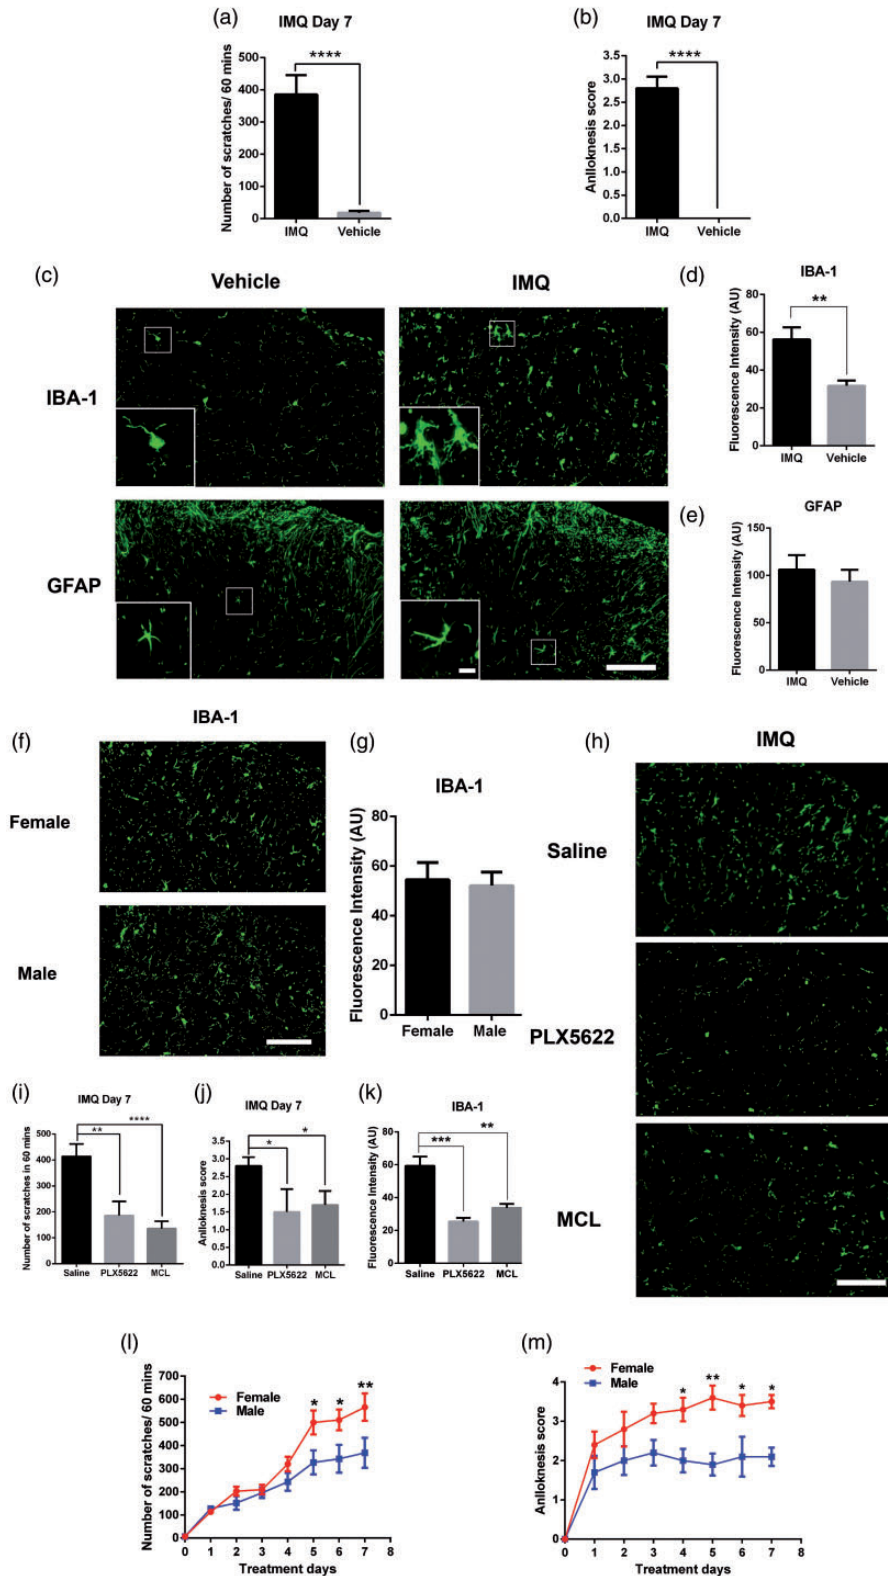 (a)
IMQ Day 7
Number of scratches/ 60 mins
500
400
300
200
100
0
****
IMQ
Vehicle
(b)
IMQ Day 7
Anlloknesis score
3.5
3.0
2.5
2.0
1.5
1.0
0.5
0.0
****
IMQ
Vehicle
(c)
Vehicle
IMQ
IBA-1
GFAP
(d)
IBA-1
Fluorescence Intensity (AU)
80
60
40
20
0
**
IMQ
Vehicle
(e)
GFAP
Fluorescence Intensity (AU)
150
100
50
0
IMQ
Vehicle
(f)
IBA-1
Female
Male
(g)
IBA-1
Fluorescence Intensity (AU)
80
60
40
20
0
Female
Male
(h)
IMQ
Saline
PLX5622
MCL
(i)
IMQ Day 7
Number of scratches in 60 mins
500
400
300
200
100
0
****
**
Saline
PLX5622
MCL
(j)
IMQ Day 7
Anlloknesis score
3.5
3.0
2.5
2.0
1.5
1.0
0.5
0.0
*
*
Saline
PLX5622
MCL
(k)
IBA-1
Fluorescence Intensity (AU)
80
60
40
20
0
**
***
Saline
PLX5622
MCL
(l)
Number of scratches/ 60 mins
700
600
500
400
300
200
100
0
Female
Male
* * **
0 1 2 3 4 5 6 7 8
Treatment days
(m)
Anlloknesis score
4
3
2
1
0
Female
Male
* ** * *
0 1 2 3 4 5 6 7 8
Treatment days